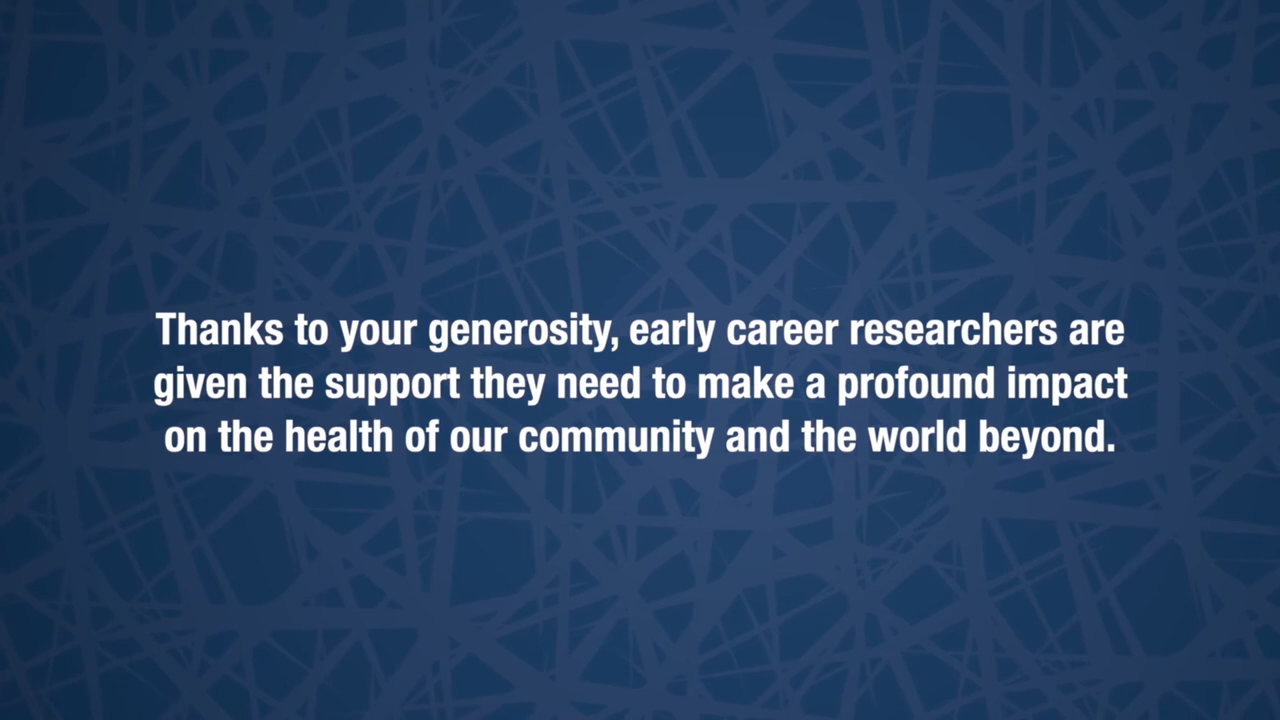 Thanks to your generosity, early career researchers are
given the support they need to make a profound impact
on the health of our community and the world beyond.